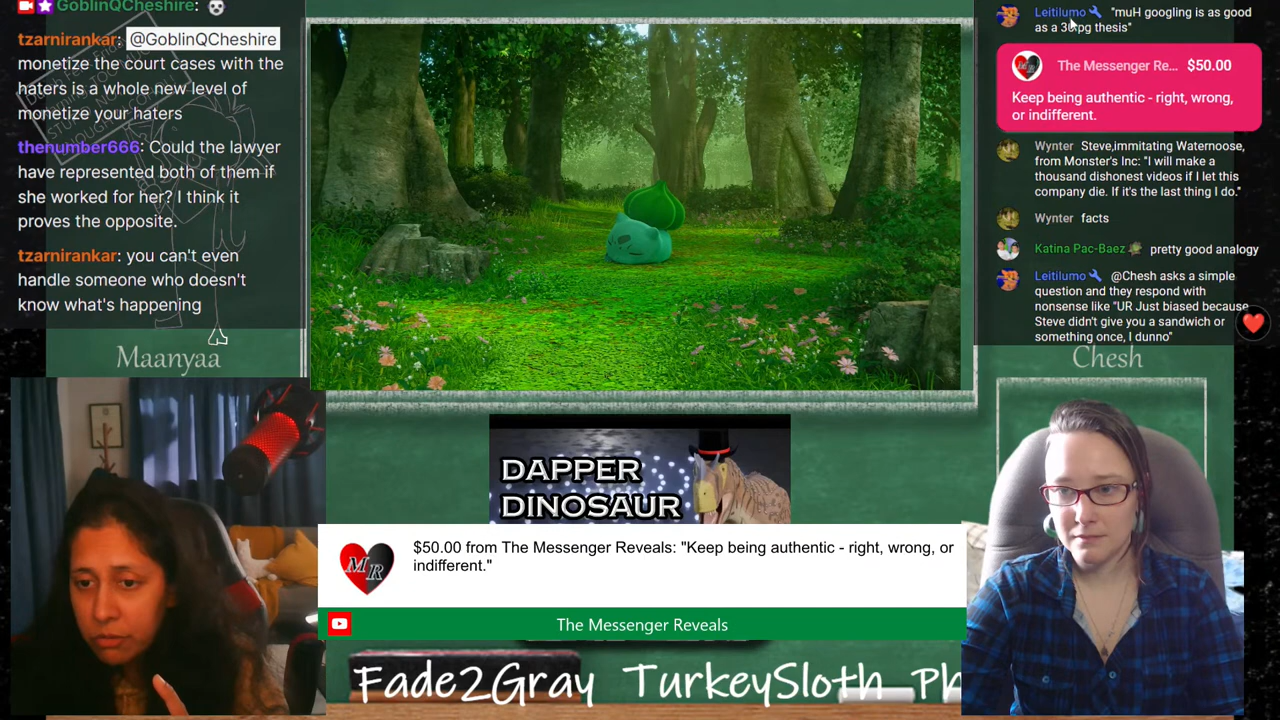 GoblinQCheshire:
tzarnirankar: @GoblinQCheshire
monetize the court cases with the
haters is a whole new level of
monetize your haters
thenumber666: Could the lawyer
have represented both of them if
she worked for her? I think it
proves the opposite.
tzarnirankar: you can't even
handle someone who doesn't
know what's happening
Maanyaa
Leitilumo "muH googling is as good
as a 30pg thesis"
The Messenger Re... $50.00
Keep being authentic - right, wrong,
or indifferent.
Wynter Steve,immitating Waternoose,
from Monster's Inc: "I will make a
thousand dishonest videos if I let this
company die. If it's the last thing I do."
Wynter facts
Katina Pac-Baez pretty good analogy
Leitilumo @Chesh asks a simple
question and they respond with
nonsense like "UR Just biased because
Steve didn't give you a sandwich or
something once, I dunno"
Chesh
DAPPER
DINOSAUR
MR
$50.00 from The Messenger Reveals: "Keep being authentic - right, wrong, or
indifferent."
The Messenger Reveals
Fade2Gray TurkeySloth Ph